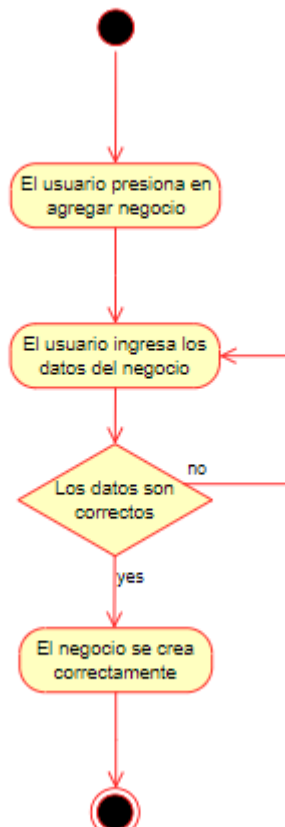 El usuario presiona en
agregar negocio
El usuario ingresa los
datos del negocio
no
Los datos son
correctos
yes
El negocio se crea
correctamente